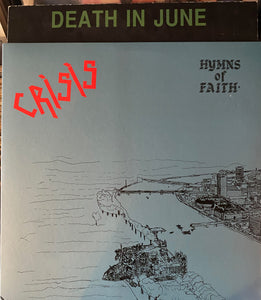 DEATH IN JUNE
CRiSiS
HYMNS
of
FAITH·